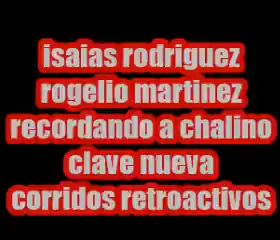 isaias rodriguez
rogelio martinez
recordando a chalino
clave nueva
corridos retroactivos